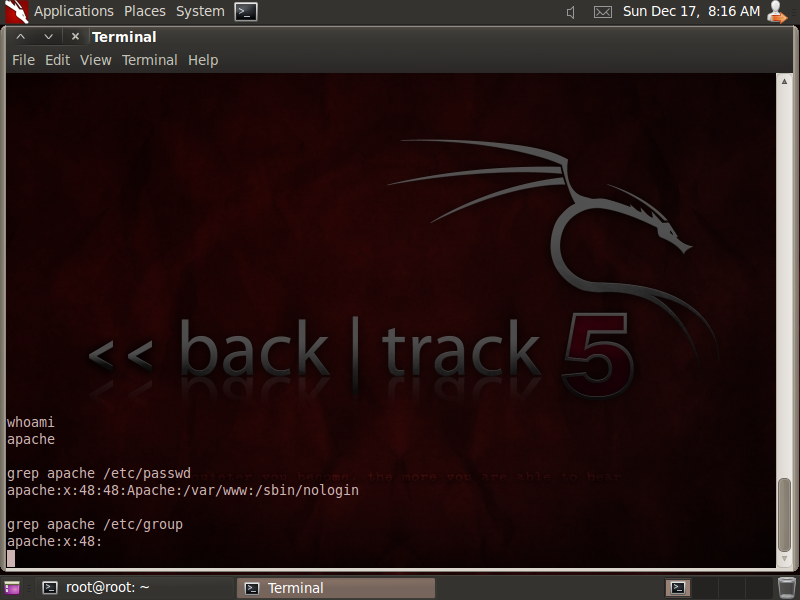 Applications Places System Sun Dec 17, 8:16 AM
Terminal
File Edit View Terminal Help
<< back | track 5
whoami
apache
grep apache /etc/passwd
apache:x:48:48:Apache:/var/www:/sbin/nologin
grep apache /etc/group
apache:x:48:
root@root: ~ Terminal